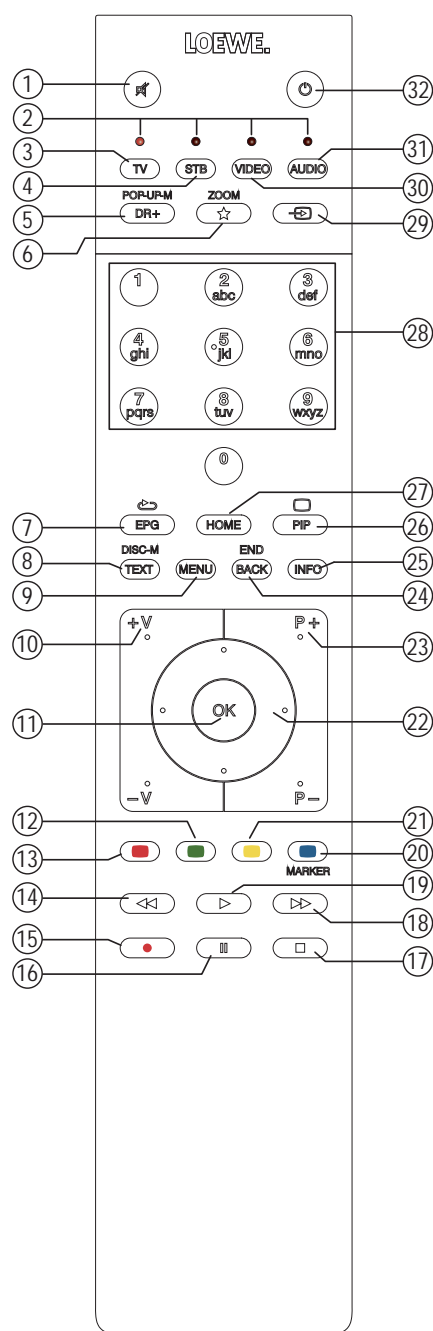 LOEWE.
1
32
2
3
TV
STB
VIDEO
AUDIO
31
4
30
POP-UP-M
ZOOM
5
DR+
29
6
1
2
abc
3
def
28
4
ghi
5
jkl
6
mno
7
pqrs
8
tuv
9
wxyz
0
27
7
EPG
HOME
PIP
26
DISC-M
END
8
TEXT
MENU
BACK
INFO
25
9
24
10
+V
P+
23
11
OK
22
–V
P–
12
21
13
20
MARKER
14
19
18
15
16
17